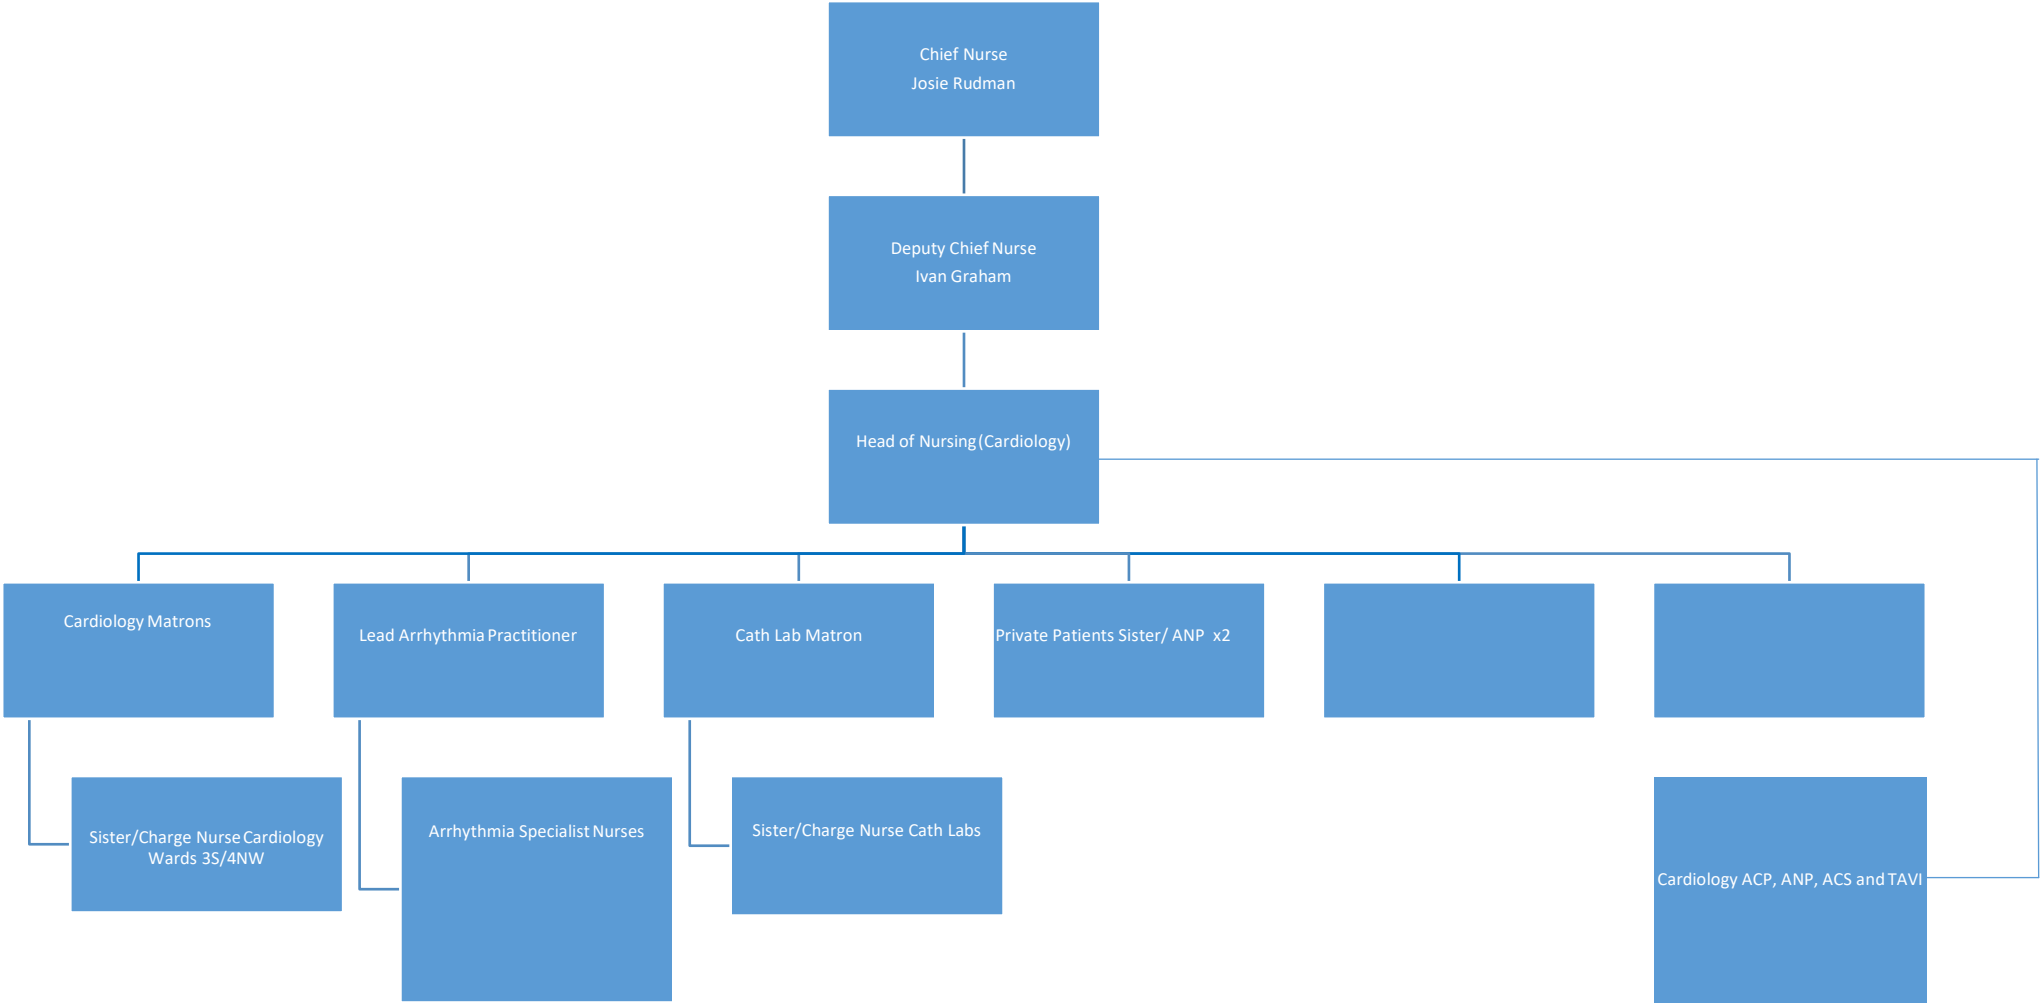 Chief Nurse
Josie Rudman
Deputy Chief Nurse
Ivan Graham
Head of Nursing (Cardiology)
Cardiology Matrons
Lead Arrhythmia Practitioner
Cath Lab Matron
Private Patients Sister/ ANP x2
Sister/Charge Nurse Cardiology
Wards 3S/4NW
Arrhythmia Specialist Nurses
Sister/Charge Nurse Cath Labs
Cardiology ACP, ANP, ACS and TAVI